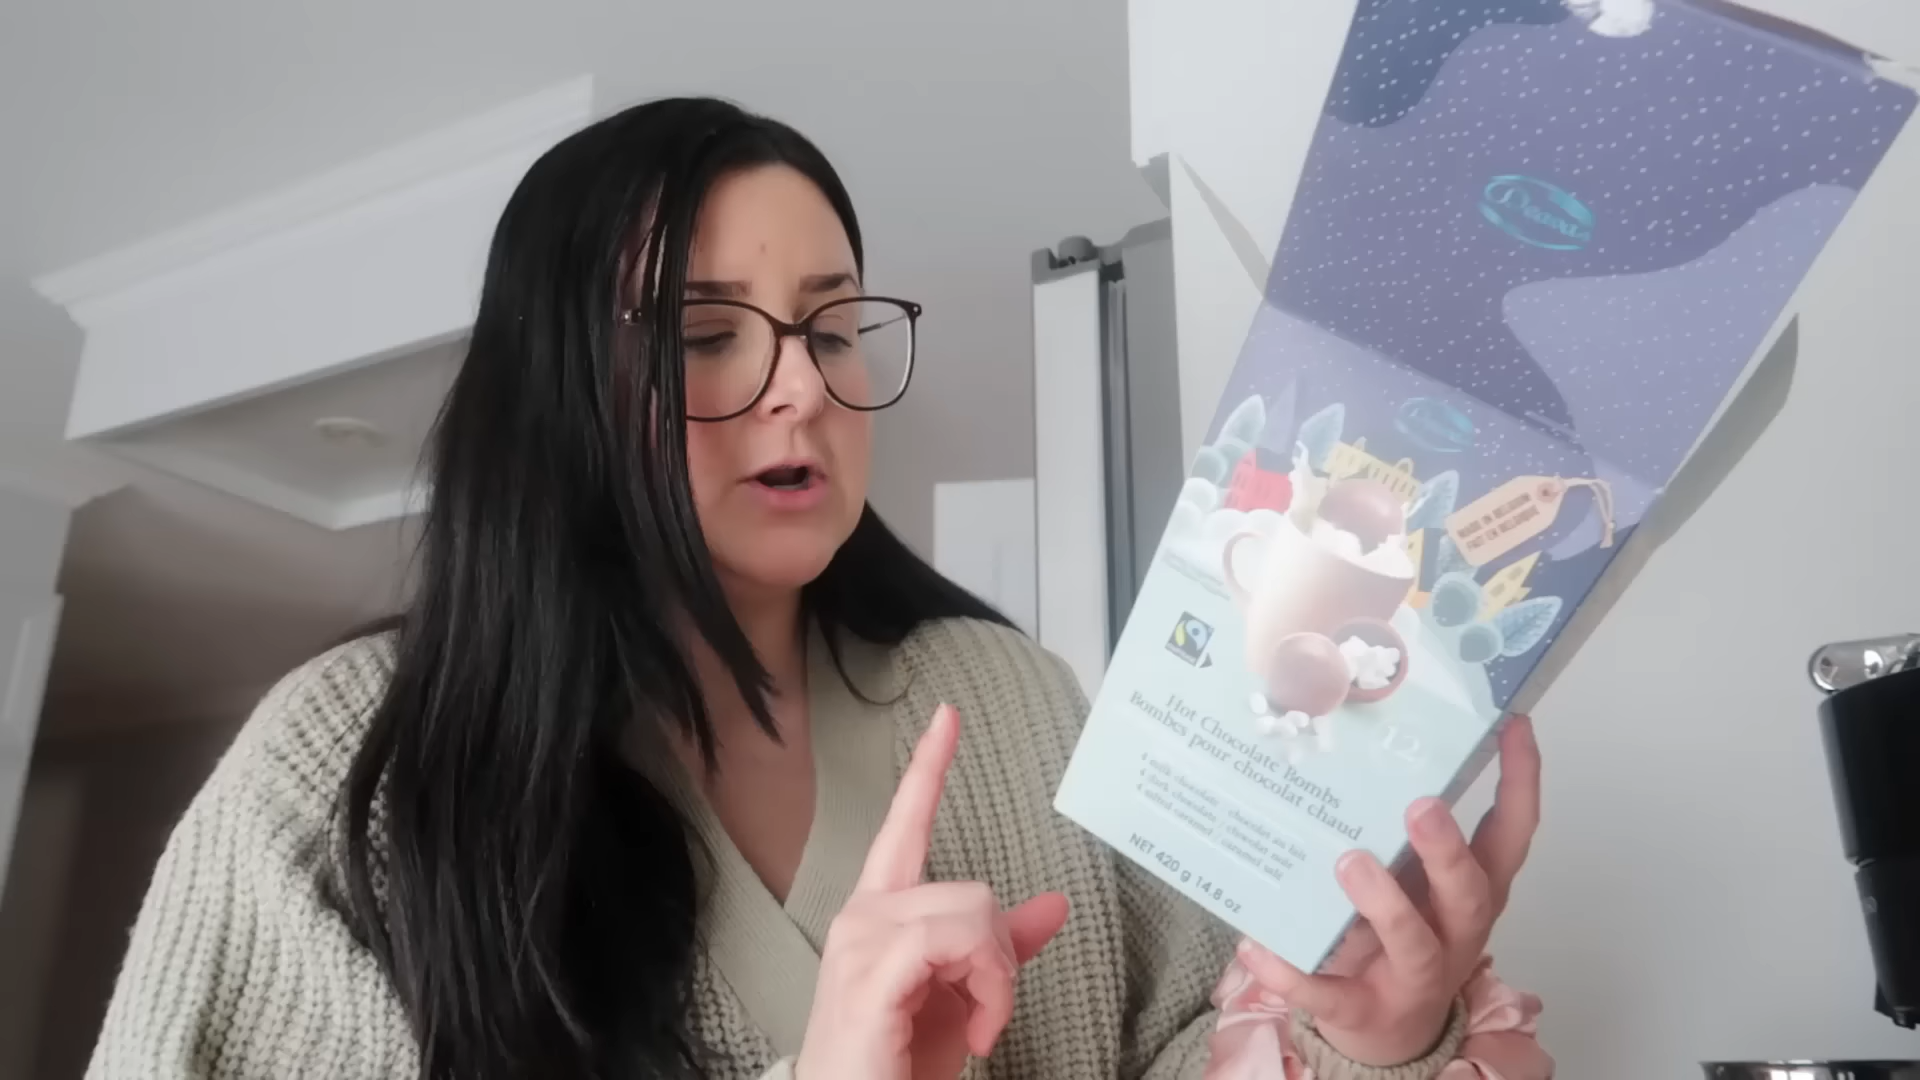 MADE IN BELGIUM
FAIT EN BELGIQUE
12
Hot Chocolate Bombs
Bombes pour chocolat chaud
4 milk chocolate / chocolat au lait
4 dark chocolate / chocolat noir
4 salted caramel / caramel salé
NET 420 g 14.8 oz